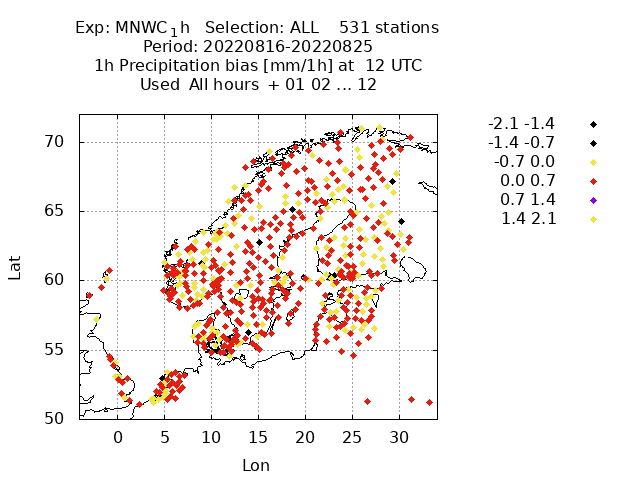 Exp: MNWC1h Selection: ALL 531 stations
Period: 20220816-20220825
1h Precipitation bias [mm/1h] at 12 UTC
Used All hours + 01 02 ... 12
-2.1 -1.4
-1.4 -0.7
-0.7 0.0
0.0 0.7
0.7 1.4
1.4 2.1
70
65
60
55
50
Lat
0 5 10 15 20 25 30
Lon